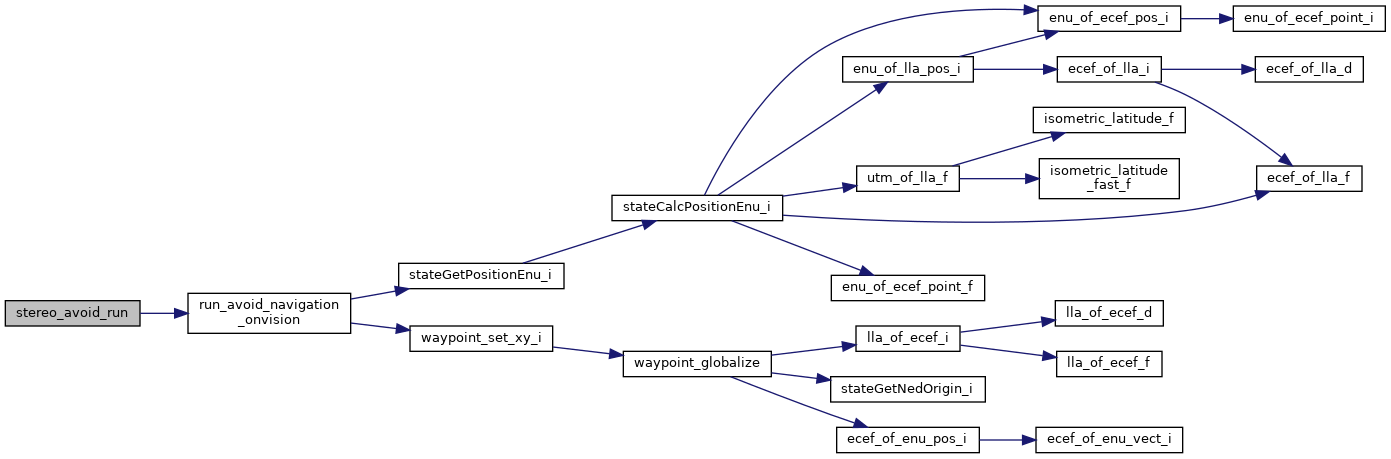 enu_of_ecef_pos_i
enu_of_ecef_point_i
enu_of_lla_pos_i
ecef_of_lla_i
ecef_of_lla_d
isometric_latitude_f
utm_of_lla_f
isometric_latitude
_fast_f
ecef_of_lla_f
stateCalcPositionEnu_i
stateGetPositionEnu_i
enu_of_ecef_point_f
stereo_avoid_run
run_avoid_navigation
_onvision
waypoint_set_xy_i
waypoint_globalize
lla_of_ecef_i
lla_of_ecef_d
lla_of_ecef_f
stateGetNedOrigin_i
ecef_of_enu_pos_i
ecef_of_enu_vect_i